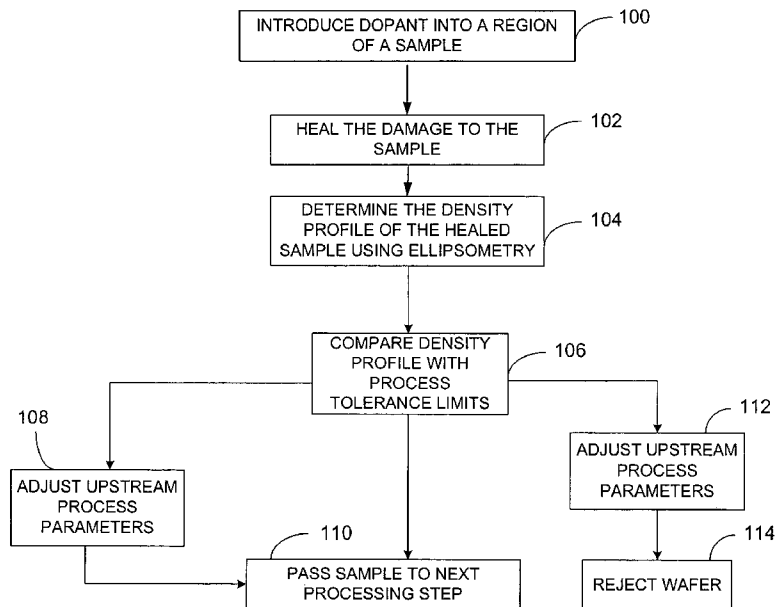 INTRODUCE DOPANT INTO A REGION
OF A SAMPLE
100
HEAL THE DAMAGE TO THE
SAMPLE
102
DETERMINE THE DENSITY
PROFILE OF THE HEALED
SAMPLE USING ELLIPSOMETRY
104
COMPARE DENSITY
PROFILE WITH
PROCESS
TOLERANCE LIMITS
106
108
ADJUST UPSTREAM
PROCESS
PARAMETERS
112
ADJUST UPSTREAM
PROCESS
PARAMETERS
110
PASS SAMPLE TO NEXT
PROCESSING STEP
114
REJECT WAFER